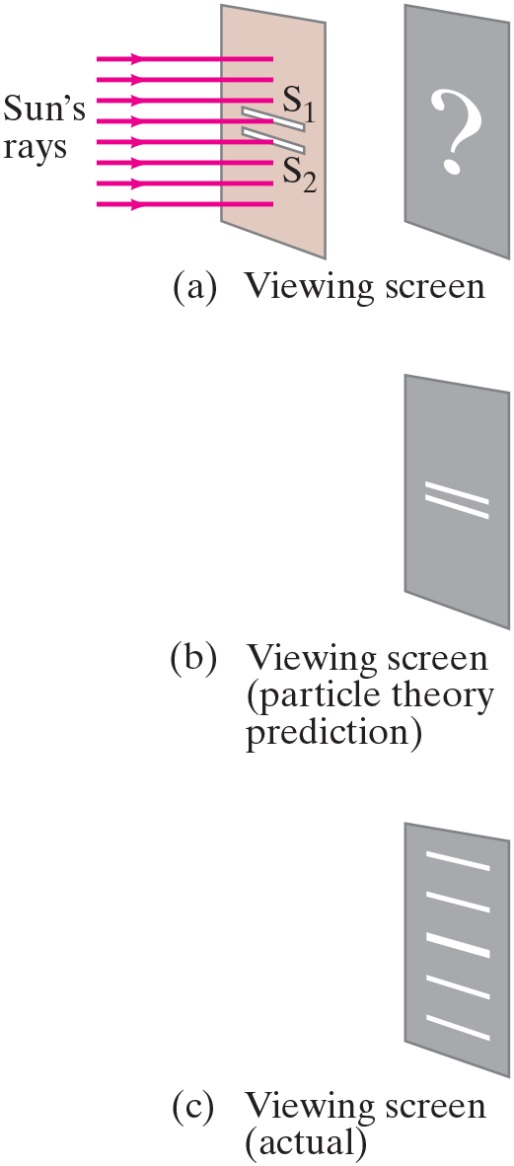 Sun's
rays
S1
S2
?
(a) Viewing screen
(b) Viewing screen
(particle theory
prediction)
(c) Viewing screen
(actual)